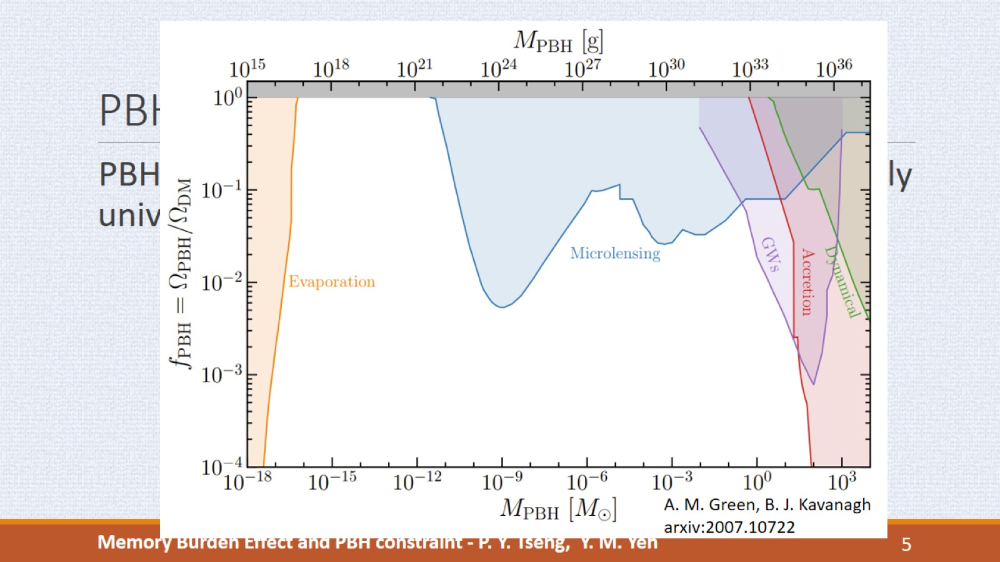 M_PBH [g]
10^15 10^18 10^21 10^24 10^27 10^30 10^33 10^36
PBH
PBH ly
univ
f_PBH = Ω_PBH/Ω_DM
10^0
10^−1
10^−2
10^−3
10^−4
Evaporation
Microlensing
GWs
Accretion
Dynamical
10^−18 10^−15 10^−12 10^−9 10^−6 10^−3 10^0 10^3
M_PBH [M_⊙]
A. M. Green, B. J. Kavanagh
arxiv:2007.10722
Memory Burden Effect and PBH constraint - P. Y. Tseng, Y. M. Yeh
5